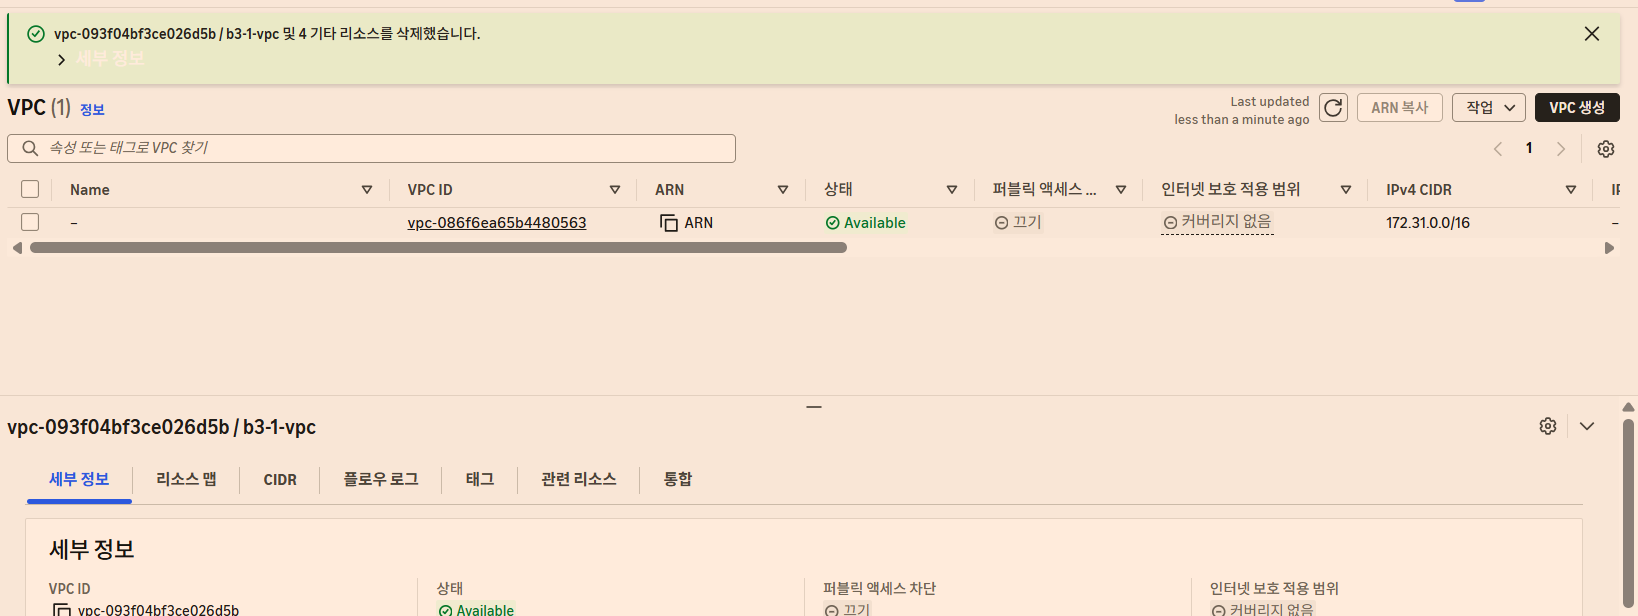 vpc-093f04bf3ce026d5b / b3-1-vpc 및 4 기타 리소스를 삭제했습니다.
세부 정보
VPC (1) 정보
Last updated
less than a minute ago
ARN 복사
작업
VPC 생성
속성 또는 태그로 VPC 찾기
1
Name VPC ID ARN 상태 퍼블릭 액세스 ... 인터넷 보호 적용 범위 IPv4 CIDR
– vpc-086f6ea65b4480563 ARN Available 끄기 커버리지 없음 172.31.0.0/16 –
vpc-093f04bf3ce026d5b / b3-1-vpc
세부 정보 리소스 맵 CIDR 플로우 로그 태그 관련 리소스 통합
세부 정보
VPC ID 상태 퍼블릭 액세스 차단 인터넷 보호 적용 범위
vpc-093f04bf3ce026d5b Available 끄기 커버리지 없음